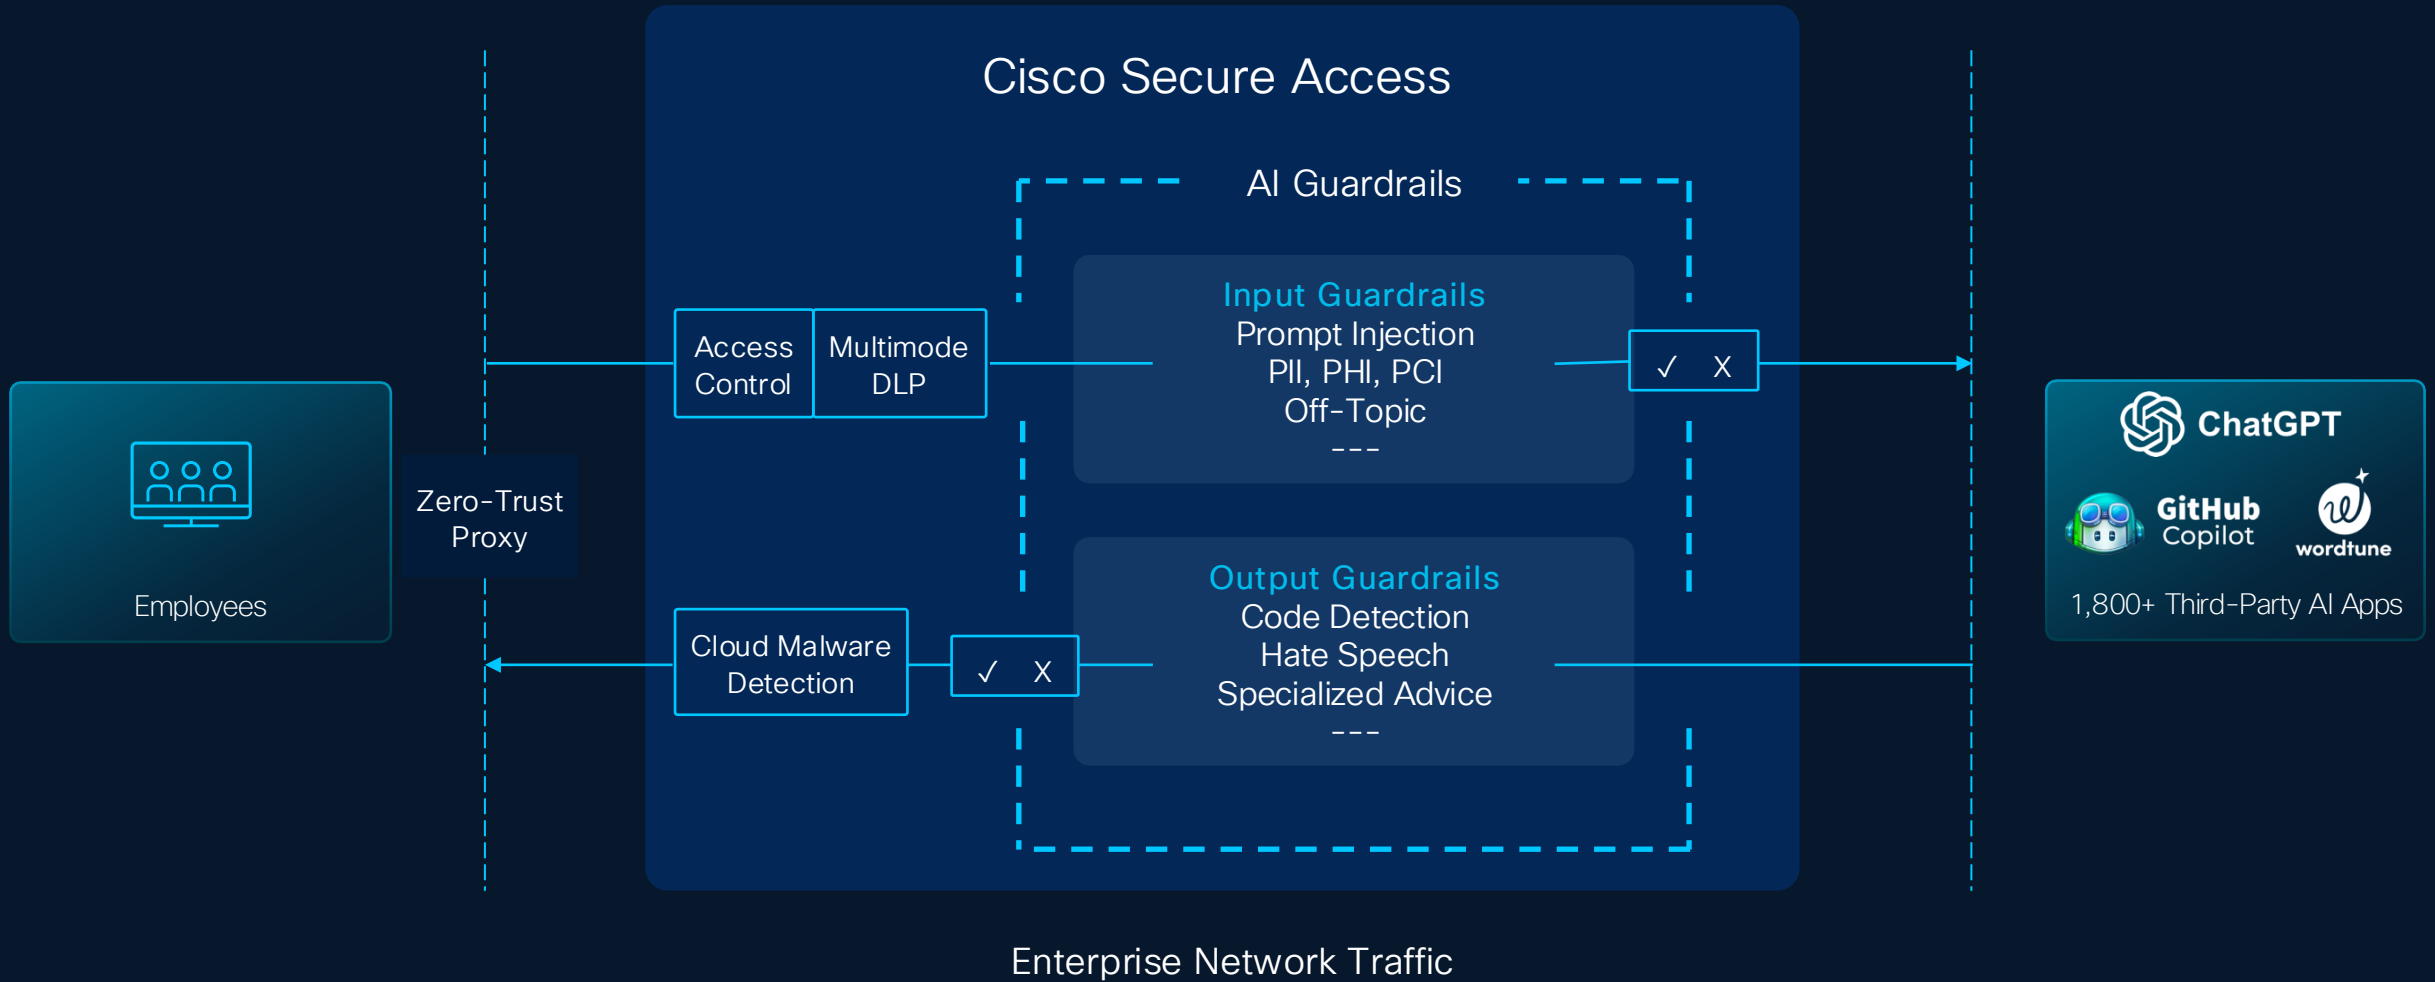 Cisco Secure Access
AI Guardrails
Input Guardrails
Prompt Injection
PII, PHI, PCI
Off-Topic
---
Access
Control
Multimode
DLP
✓ X
Employees
Zero-Trust
Proxy
Output Guardrails
Code Detection
Hate Speech
Specialized Advice
---
Cloud Malware
Detection
✓ X
ChatGPT
GitHub
Copilot
wordtune
1,800+ Third-Party AI Apps
Enterprise Network Traffic